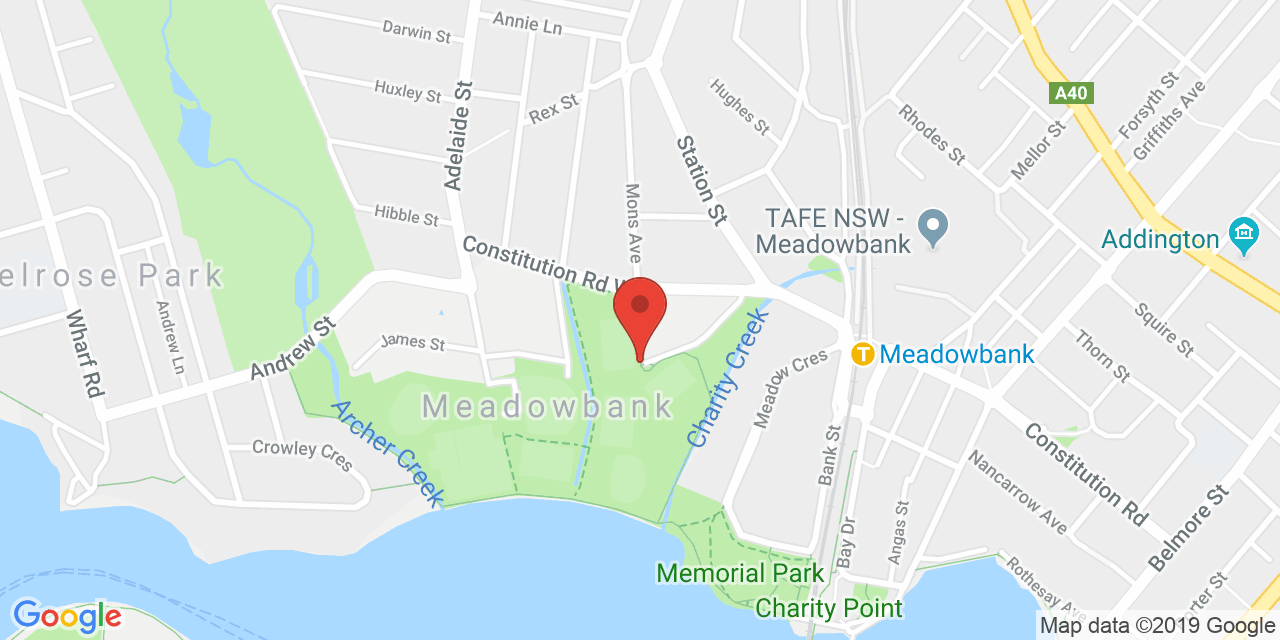 Darwin St
Annie Ln
Huxley St
Rex St
Hughes St
A40
Forsyth St
Griffiths Ave
Mellor St
Rhodes St
Adelaide St
Station St
Mons Ave
Hibble St
TAFE NSW -
Meadowbank
Addington
Constitution Rd W
elrose Park
Andrew Ln
Wharf Rd
Andrew St
James St
Charity Creek
Meadow Cres
T
Meadowbank
Squire St
Thorn St
Meadowbank
Archer Creek
Crowley Cres
Bank St
Constitution Rd
Nancarrow Ave
Belmore St
Bay Dr
Angas St
Rothesay Ave
Memorial Park
Charity Point
orter St
Google
Map data ©2019 Google